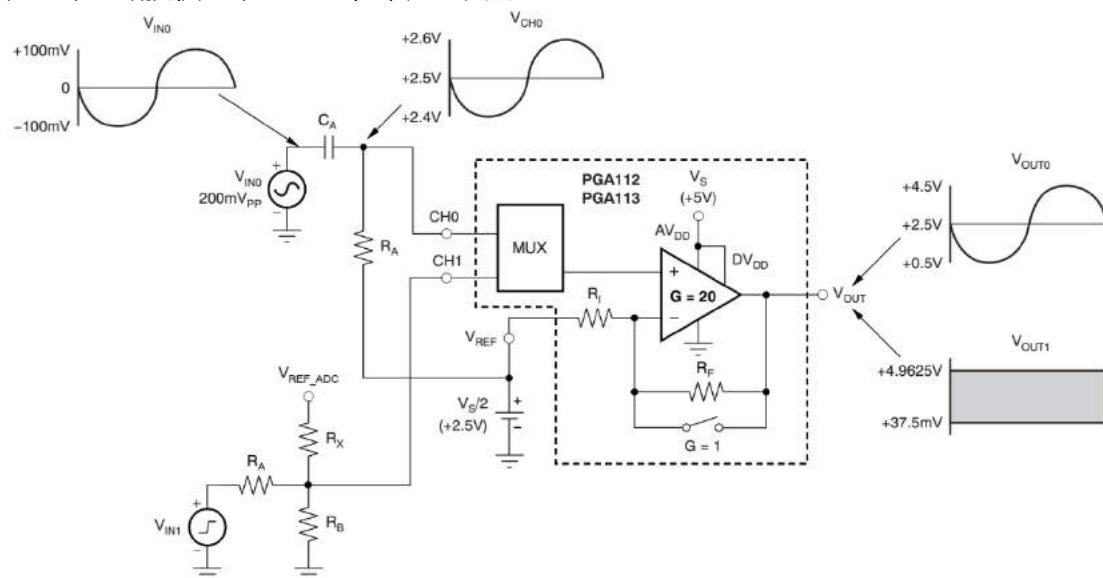 V_IN0
+100mV
0
−100mV
V_CH0
+2.6V
+2.5V
+2.4V
C_A
+
V_IN0
200mV_PP
−
R_A
CH0
CH1
MUX
PGA112
PGA113
V_S
(+5V)
AV_DD
DV_DD
+
G = 20
−
R_I
R_F
G = 1
V_REF
V_S/2
(+2.5V)
+
−
V_REF_ADC
R_X
R_A
R_B
+
V_IN1
−
V_OUT
V_OUT0
+4.5V
+2.5V
+0.5V
V_OUT1
+4.9625V
+37.5mV